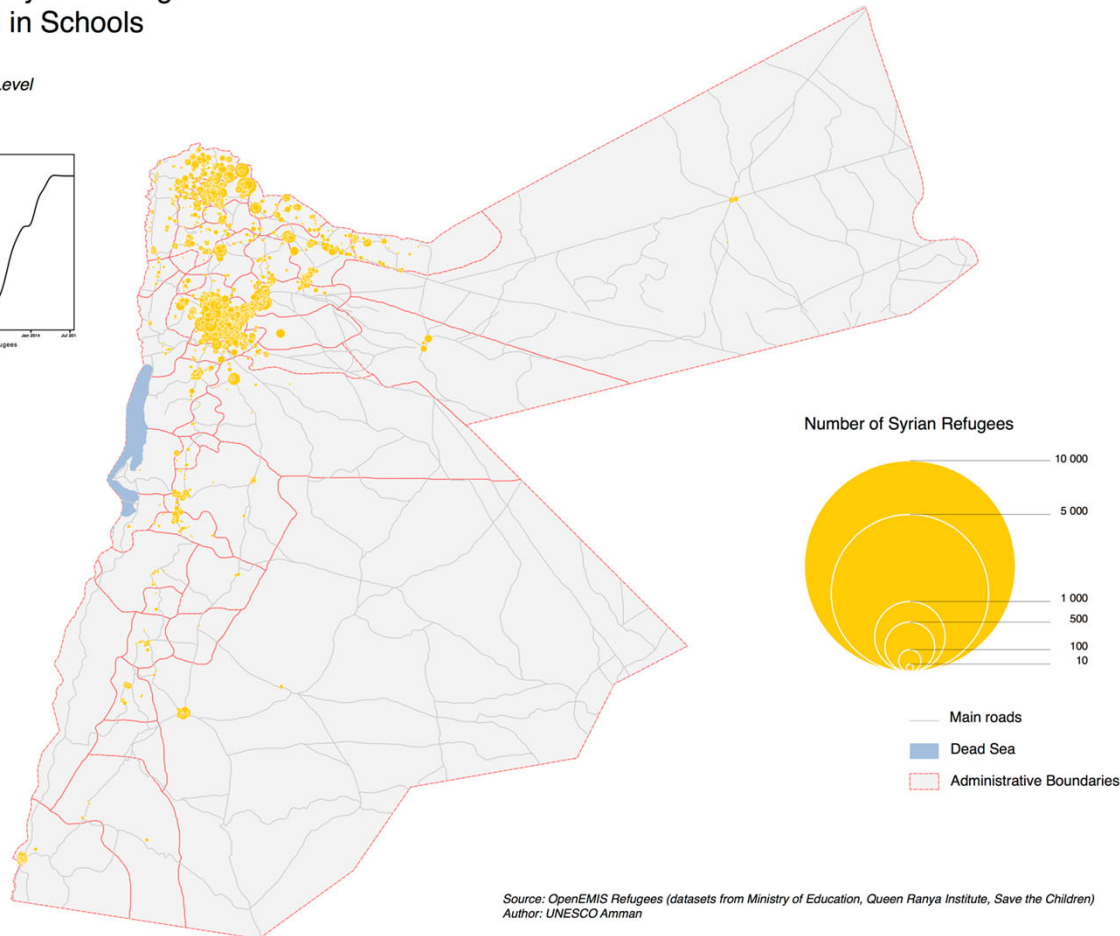 in Schools
Level
Jan 2014
Number of Syrian Refugees
10 000
5 000
1 000
500
100
10
Main roads
Dead Sea
Administrative Boundaries
Source: OpenEMIS Refugees (datasets from Ministry of Education, Queen Ranya Institute, Save the Children)
Author: UNESCO Amman